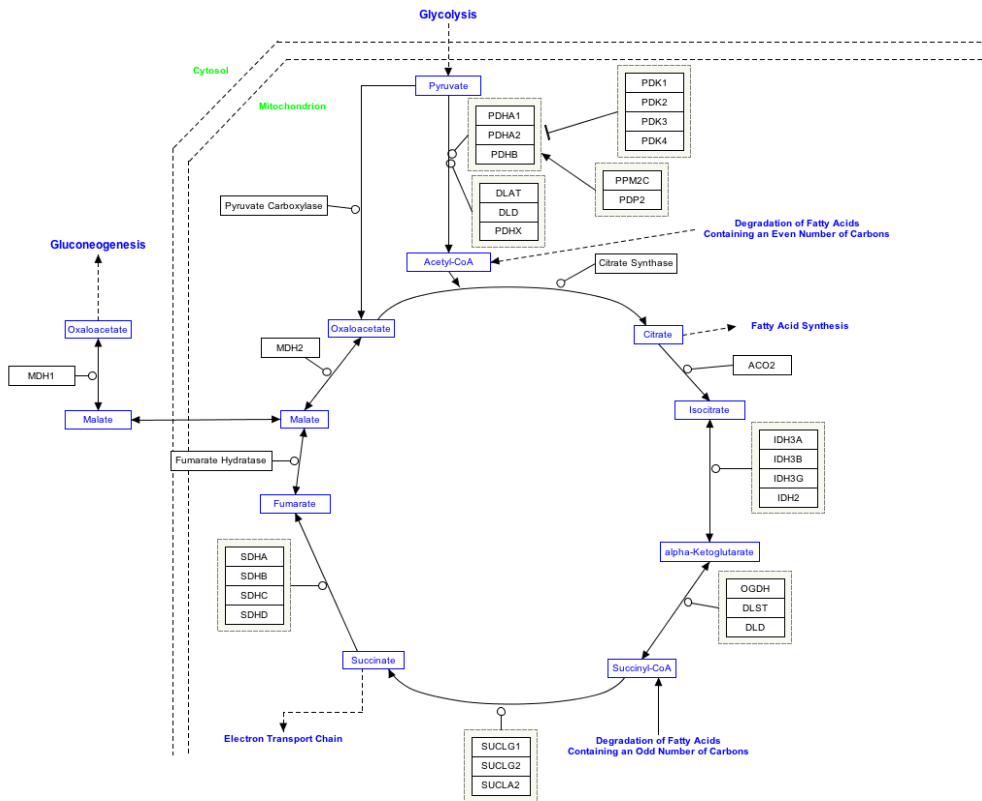 Glycolysis
Cytosol
Mitochondrion
Pyruvate
PDK1
PDK2
PDK3
PDK4
PDHA1
PDHA2
PDHB
PPM2C
PDP2
DLAT
DLD
PDHX
Pyruvate Carboxylase
Degradation of Fatty Acids
Containing an Even Number of Carbons
Gluconeogenesis
Acetyl-CoA
Citrate Synthase
Oxaloacetate
Oxaloacetate
Citrate
Fatty Acid Synthesis
MDH2
MDH1
ACO2
Malate
Malate
Isocitrate
IDH3A
IDH3B
IDH3G
IDH2
Fumarate Hydratase
Fumarate
alpha-Ketoglutarate
SDHA
SDHB
SDHC
SDHD
OGDH
DLST
DLD
Succinate
Succinyl-CoA
Electron Transport Chain
Degradation of Fatty Acids
Containing an Odd Number of Carbons
SUCLG1
SUCLG2
SUCLA2